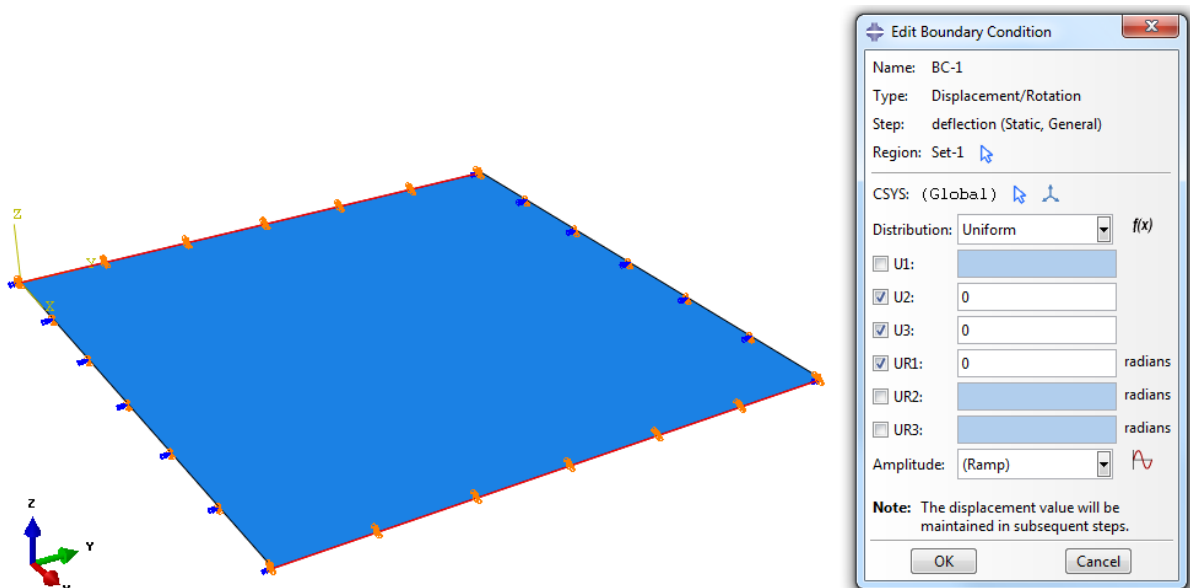 Edit Boundary Condition
Name: BC-1
Type: Displacement/Rotation
Step: deflection (Static, General)
Region: Set-1
CSYS: (Global)
Distribution: Uniform f(x)
U1:
U2: 0
U3: 0
UR1: 0 radians
UR2: radians
UR3: radians
Amplitude: (Ramp)
Note: The displacement value will be
maintained in subsequent steps.
OK Cancel
Z
Y
X
Z
Y
X